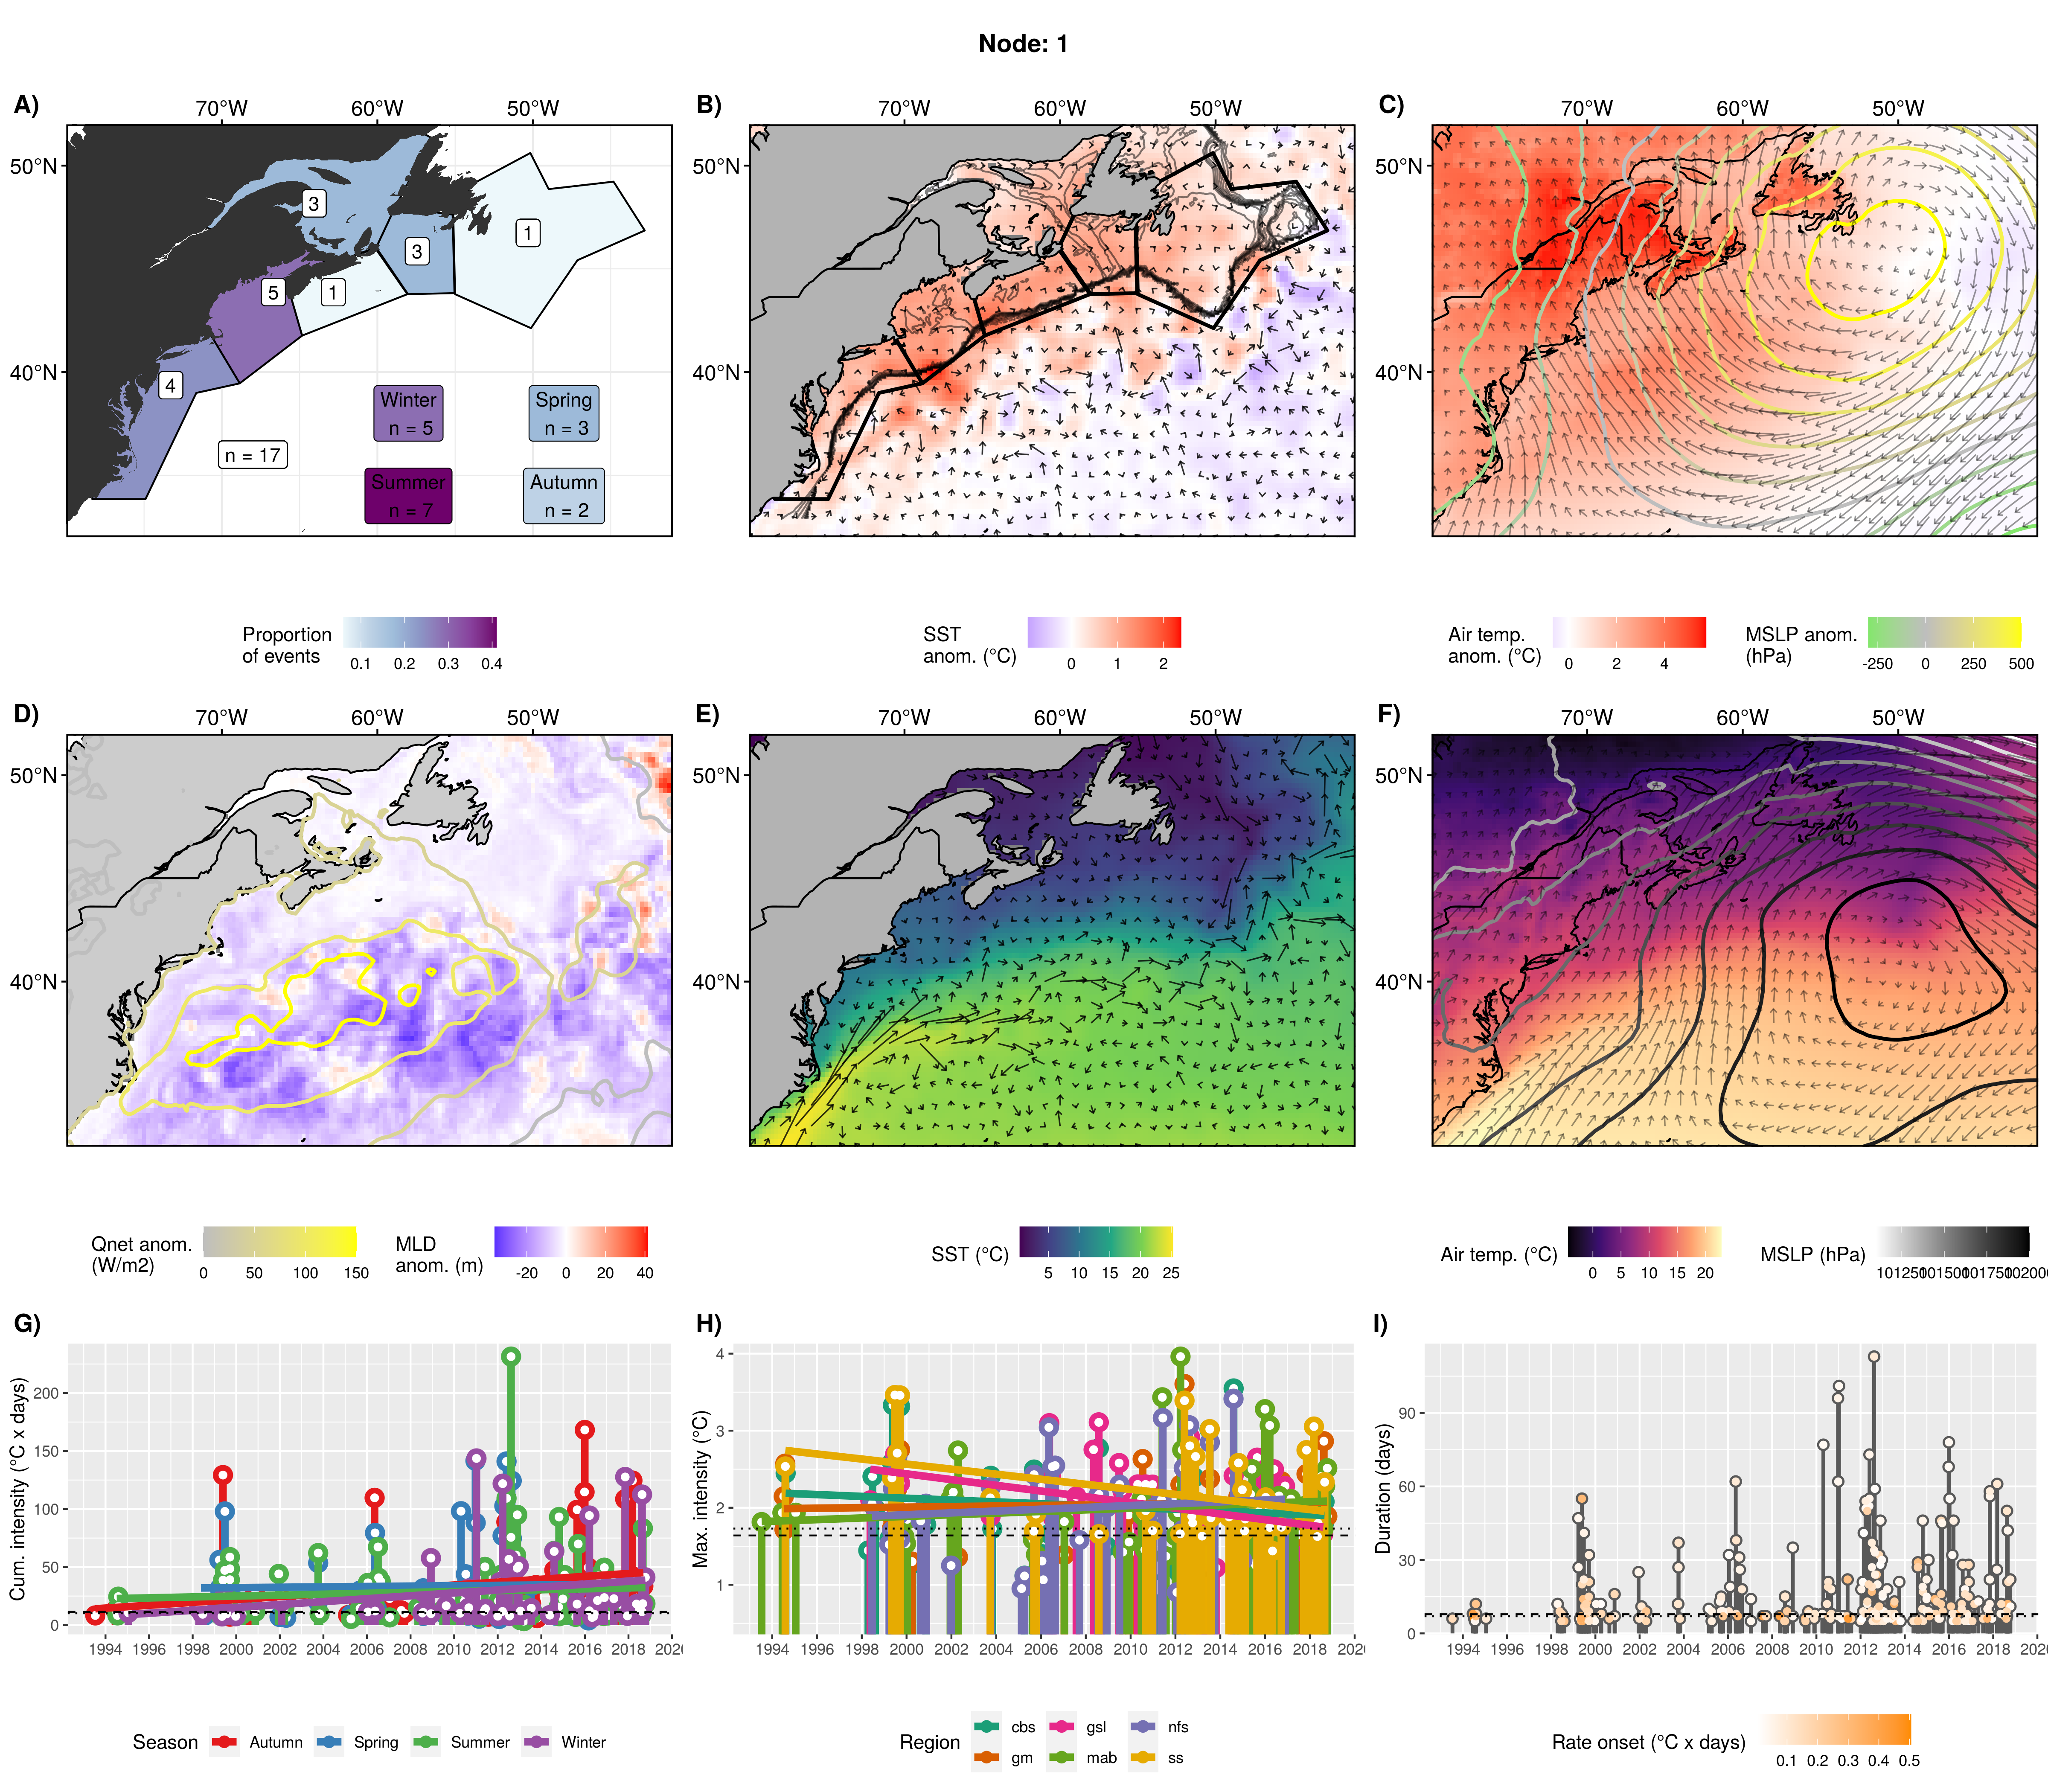 Node: 1
A)
70°W 60°W 50°W
50°N
40°N
3
3
1
5
1
4
n = 17
Winter
n = 5
Spring
n = 3
Summer
n = 7
Autumn
n = 2
Proportion
of events
0.1 0.2 0.3 0.4
B)
70°W 60°W 50°W
50°N
40°N
SST
anom. (°C)
0 1 2
C)
70°W 60°W 50°W
50°N
40°N
Air temp.
anom. (°C)
0 2 4
MSLP anom.
(hPa)
-250 0 250 500
D)
70°W 60°W 50°W
50°N
40°N
Qnet anom.
(W/m2)
0 50 100 150
MLD
anom. (m)
-20 0 20 40
E)
70°W 60°W 50°W
50°N
40°N
SST (°C)
5 10 15 20 25
F)
70°W 60°W 50°W
50°N
40°N
Air temp. (°C)
0 5 10 15 20
MSLP (hPa)
G)
Cum. intensity (°C x days)
200
150
100
50
0
1994 1996 1998 2000 2002 2004 2006 2008 2010 2012 2014 2016 2018
Season Autumn Spring Summer Winter
H)
Max. intensity (°C)
4
3
2
1
1994 1996 1998 2000 2002 2004 2006 2008 2010 2012 2014 2016 2018
Region
cbs gsl nfs
gm mab ss
I)
Duration (days)
90
60
30
0
1994 1996 1998 2000 2002 2004 2006 2008 2010 2012 2014 2016 2018
Rate onset (°C x days)
0.1 0.2 0.3 0.4 0.5